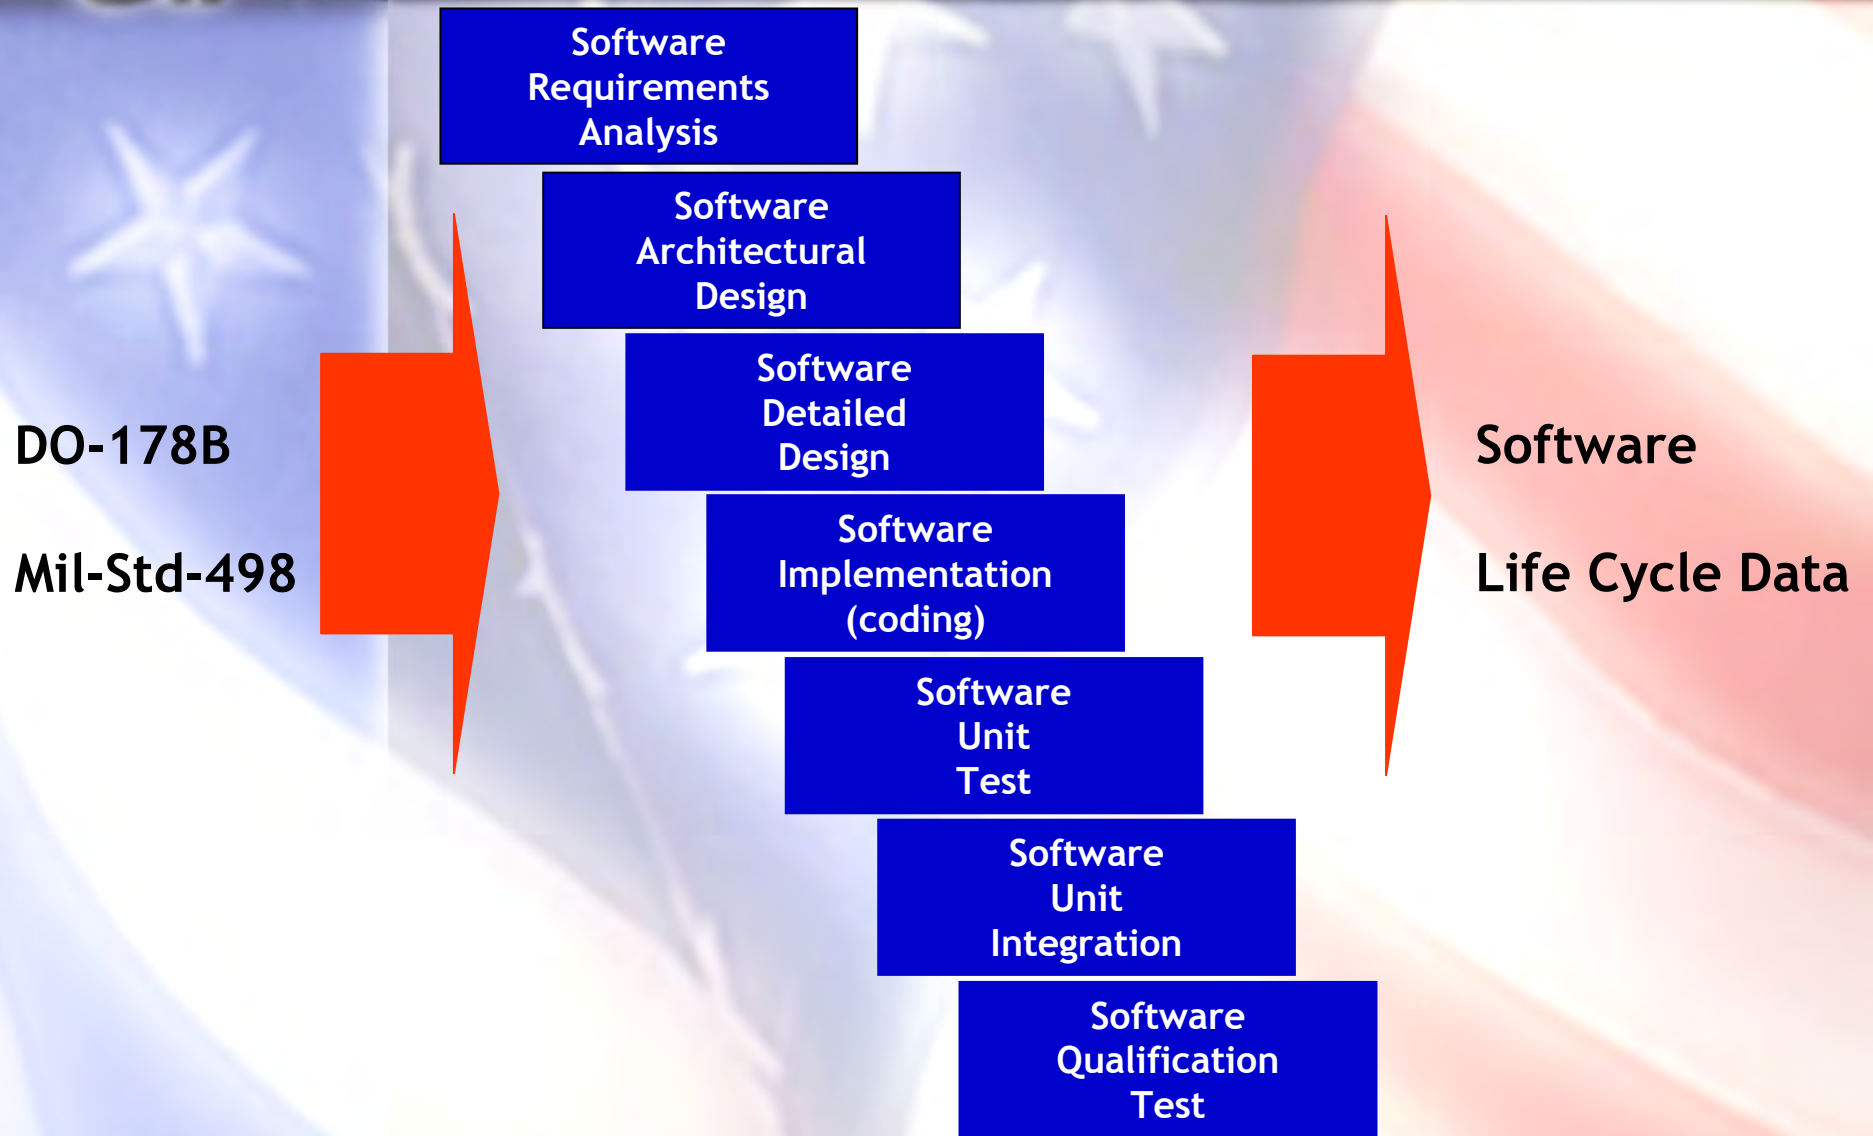 Software
Requirements
Analysis
Software
Architectural
Design
Software
Detailed
Design
Software
Implementation
(coding)
Software
Unit
Test
Software
Unit
Integration
Software
Qualification
Test
DO-178B
Mil-Std-498
Software
Life Cycle Data